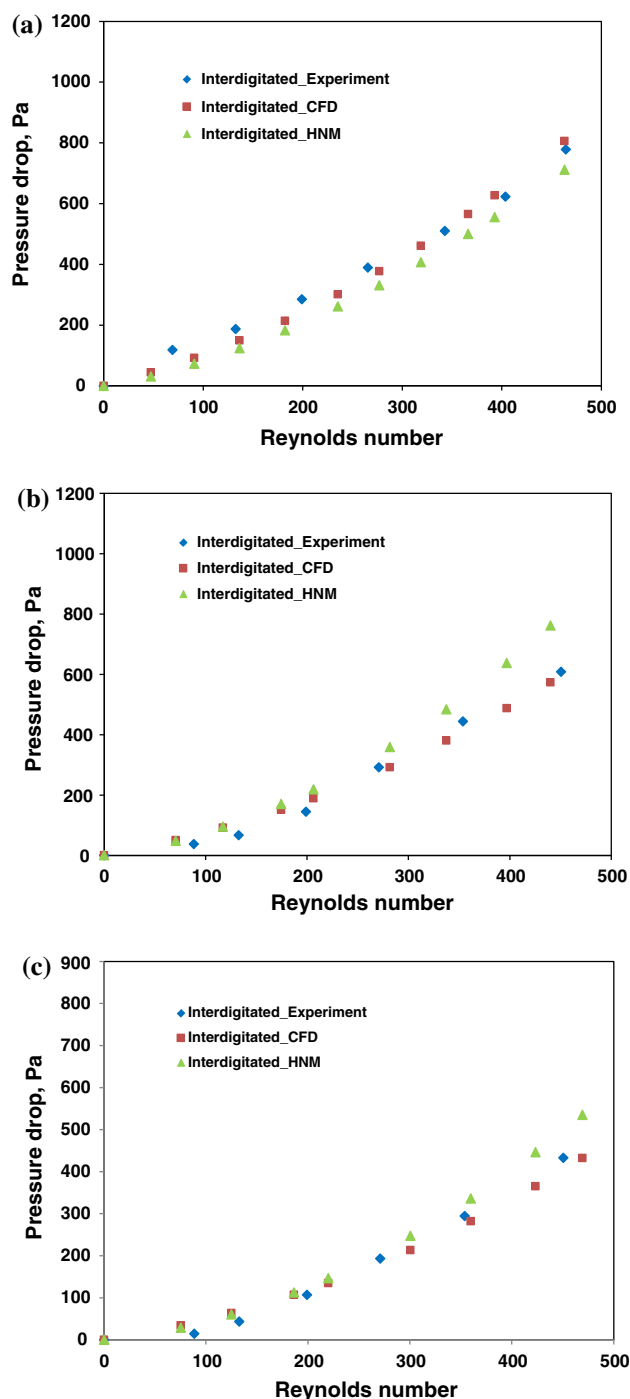 (a)
1200
1000
800
600
400
200
0
Pressure drop, Pa
Interdigitated_Experiment
Interdigitated_CFD
Interdigitated_HNM
0 100 200 300 400 500
Reynolds number
(b)
1200
1000
800
600
400
200
0
Pressure drop, Pa
Interdigitated_Experiment
Interdigitated_CFD
Interdigitated_HNM
0 100 200 300 400 500
Reynolds number
(c)
900
800
700
600
500
400
300
200
100
0
Pressure drop, Pa
Interdigitated_Experiment
Interdigitated_CFD
Interdigitated_HNM
0 100 200 300 400 500
Reynolds number